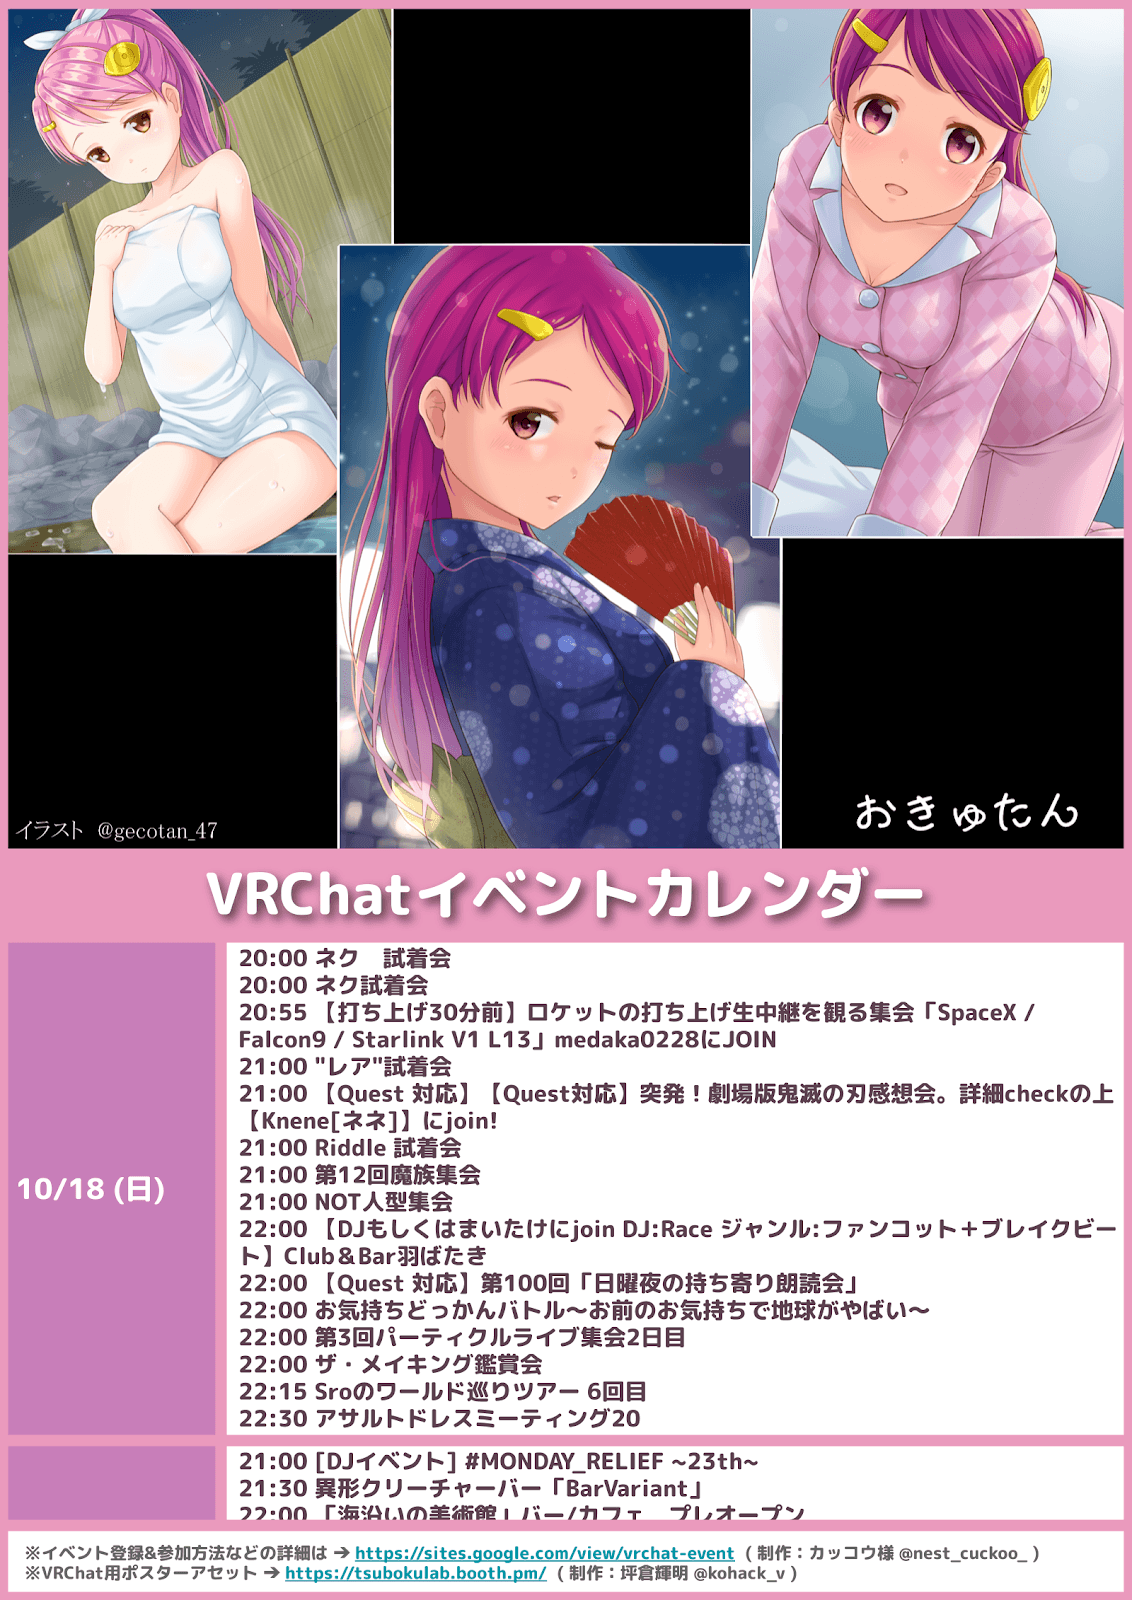 イラスト @gecotan_47
おきゅたん
VRChatイベントカレンダー
10/18 (日)
20:00 ネク　試着会
20:00 ネク試着会
20:55 【打ち上げ30分前】ロケットの打ち上げ生中継を観る集会「SpaceX /
Falcon9 / Starlink V1 L13」medaka0228にJOIN
21:00 "レア"試着会
21:00 【Quest 対応】【Quest対応】突発！劇場版鬼滅の刃感想会。詳細checkの上
【Knene[ネネ]】にjoin!
21:00 Riddle 試着会
21:00 第12回魔族集会
21:00 NOT人型集会
22:00 【DJもしくはまいたけにjoin DJ:Race ジャンル:ファンコット＋ブレイクビー
ト】Club＆Bar羽ばたき
22:00 【Quest 対応】第100回「日曜夜の持ち寄り朗読会」
22:00 お気持ちどっかんバトル～お前のお気持ちで地球がやばい～
22:00 第3回パーティクルライブ集会2日目
22:00 ザ・メイキング鑑賞会
22:15 Sroのワールド巡りツアー 6回目
22:30 アサルトドレスミーティング20
21:00 [DJイベント] #MONDAY_RELIEF ~23th~
21:30 異形クリーチャーバー「BarVariant」
22:00 「海沿いの美術館」バー/カフェ　プレオープン
※イベント登録&参加方法などの詳細は ➔ https://sites.google.com/view/vrchat-event ( 制作：カッコウ様 @nest_cuckoo_ )
※VRChat用ポスターアセット ➔ https://tsubokulab.booth.pm/ ( 制作：坪倉輝明 @kohack_v )